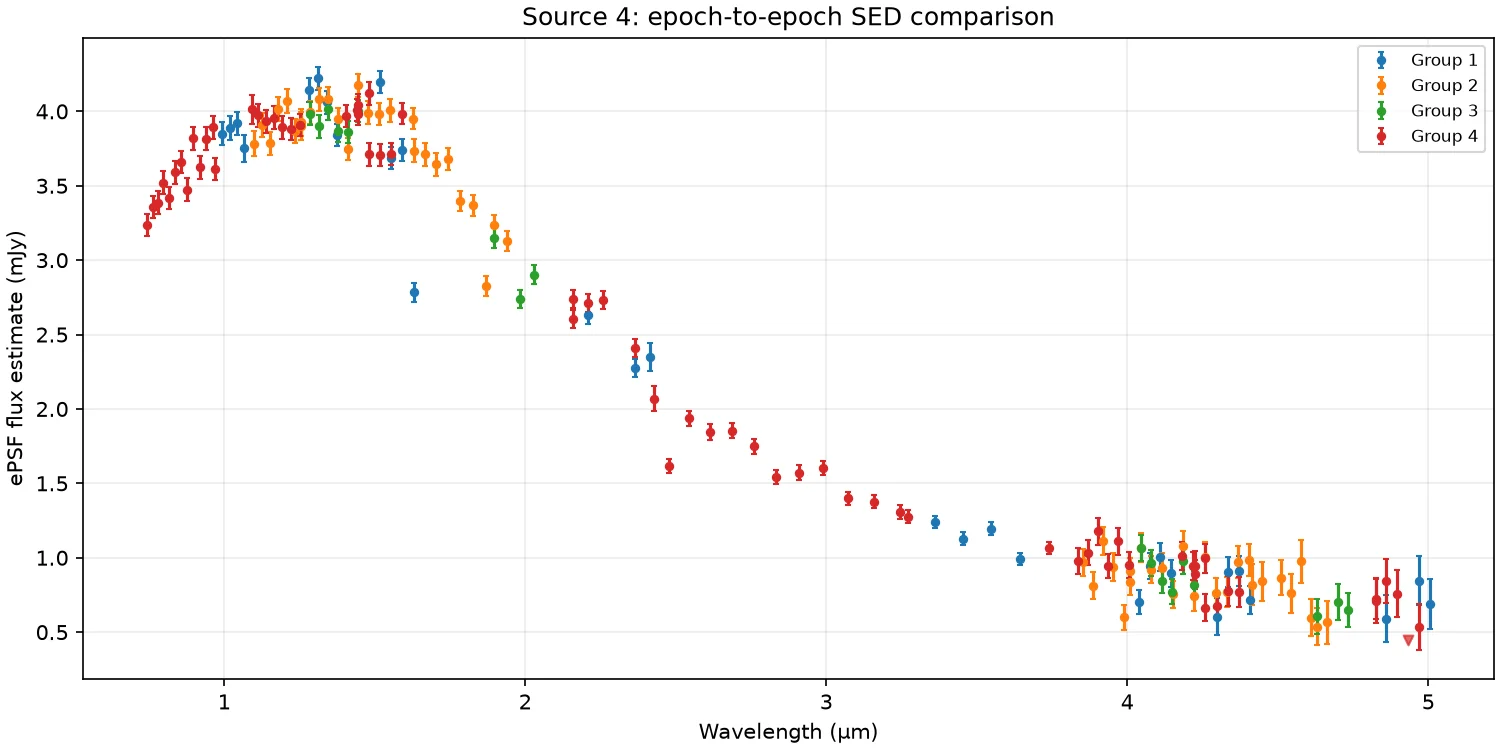 Source 4: epoch-to-epoch SED comparison
ePSF flux estimate (mJy)
4.0
3.5
3.0
2.5
2.0
1.5
1.0
0.5
Group 1
Group 2
Group 3
Group 4
1 2 3 4 5
Wavelength (μm)